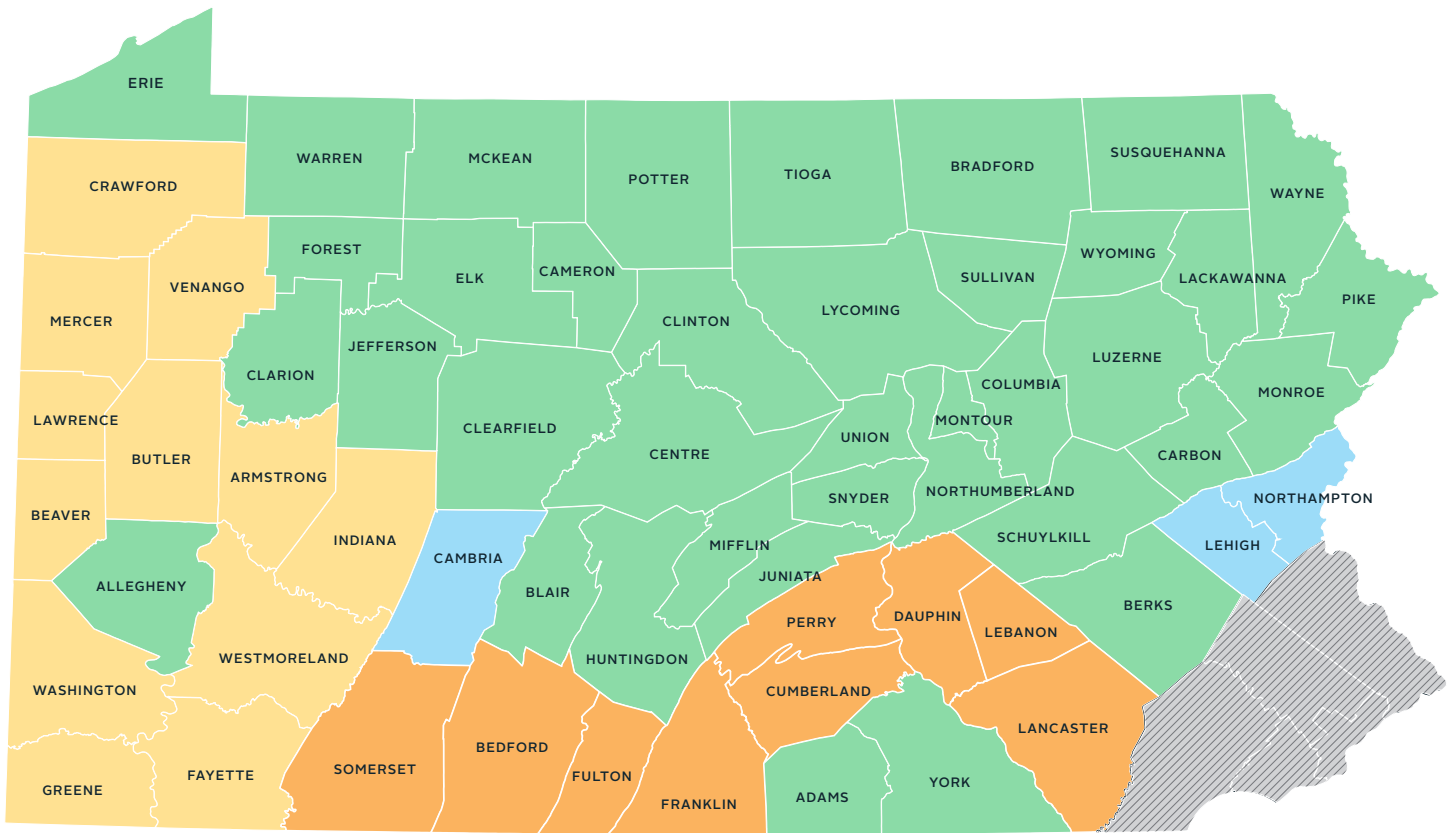 ERIE
WARREN
MCKEAN
POTTER
TIOGA
BRADFORD
SUSQUEHANNA
WAYNE
CRAWFORD
FOREST
ELK
CAMERON
SULLIVAN
WYOMING
LACKAWANNA
PIKE
VENANGO
MERCER
CLINTON
LYCOMING
JEFFERSON
CLARION
LUZERNE
COLUMBIA
MONROE
LAWRENCE
CLEARFIELD
MONTOUR
UNION
BUTLER
CENTRE
CARBON
ARMSTRONG
SNYDER
NORTHUMBERLAND
NORTHAMPTON
BEAVER
INDIANA
CAMBRIA
MIFFLIN
SCHUYLKILL
LEHIGH
ALLEGHENY
BLAIR
JUNIATA
BERKS
PERRY
DAUPHIN
LEBANON
WESTMORELAND
HUNTINGDON
WASHINGTON
CUMBERLAND
LANCASTER
BEDFORD
SOMERSET
FAYETTE
FULTON
YORK
GREENE
ADAMS
FRANKLIN